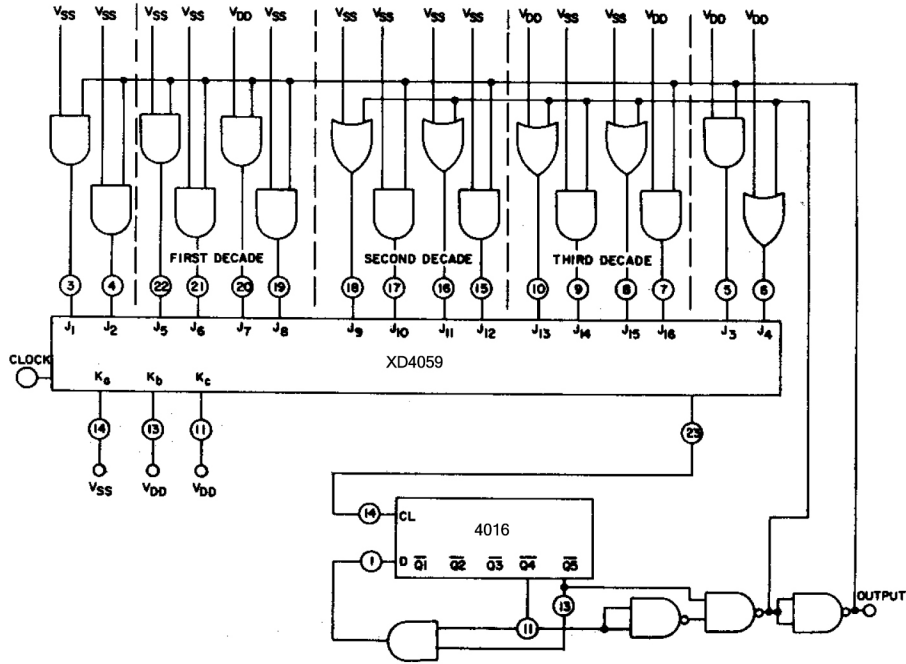 VSS VSS VSS VSS VDD VSS VSS VSS VSS VSS VDD VSS VSS VDD VDD VDD
FIRST DECADE SECOND DECADE THIRD DECADE
3 4 22 21 20 19 18 17 16 15 10 9 8 7 5 6
J1 J2 J5 J6 J7 J8 J9 J10 J11 J12 J13 J14 J15 J16 J3 J4
XD4059
CLOCK
Ka Kb Kc
14 13 11 23
VSS VDD VDD
14 CL 4016
1 D Q1 Q2 Q3 Q4 Q5
13 OUTPUT
11